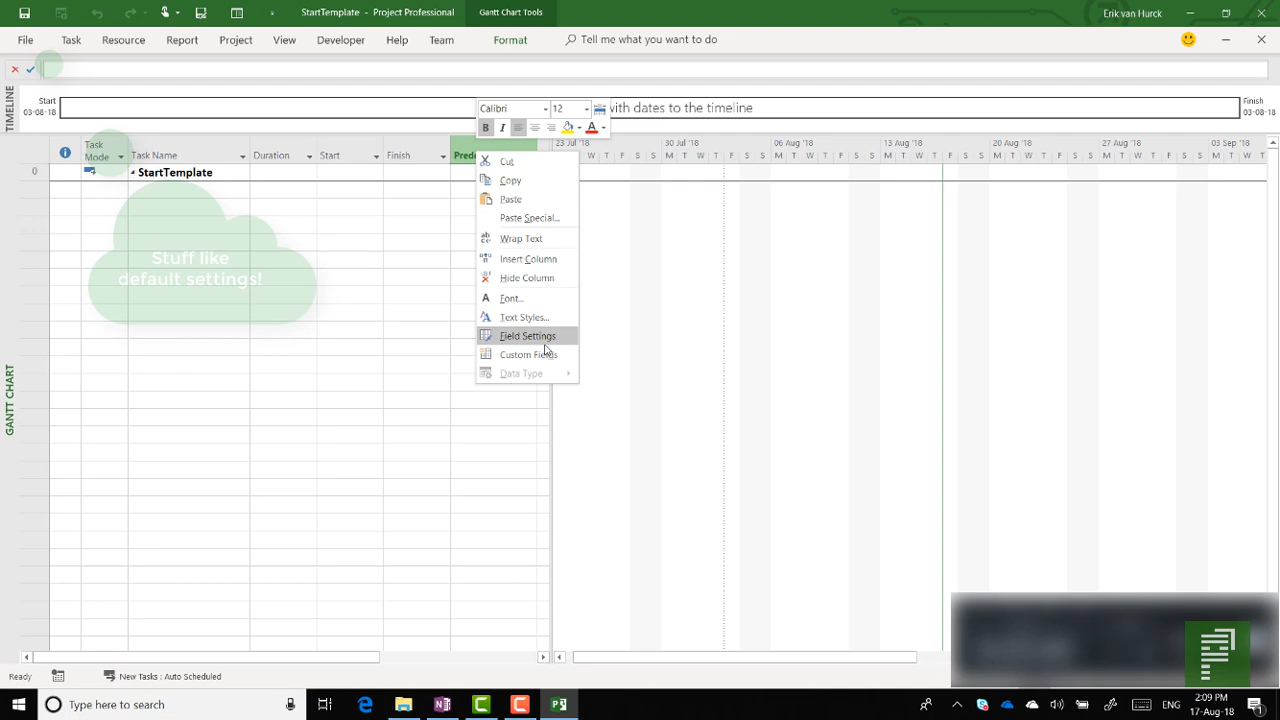 StartTemplate - Project Professional
Gantt Chart Tools
Erik van Hurck
File Task Resource Report Project View Developer Help Team Format Tell me what you want to do
TIMELINE
Start
03-08-18
with dates to the timeline
Finish
03-08-18
Calibri 12
B I A
Task Mode
Task Name
Duration
Start
Finish
Prede
23 Jul '18 30 Jul '18 06 Aug '18 13 Aug '18 20 Aug '18 27 Aug '18 03 Sep '18
W T F S S M T W T F S S M T W T F S S M T W T F S S M T W T F S S M T W T F S S M T
0 StartTemplate
Cut
Copy
Paste
Paste Special...
Wrap Text
Insert Column
Hide Column
Font...
Text Styles...
Field Settings
Custom Fields
Data Type
Stuff like
default settings!
GANTT CHART
Ready New Tasks : Auto Scheduled
Type here to search
ENG
2:09 PM
17-Aug-18